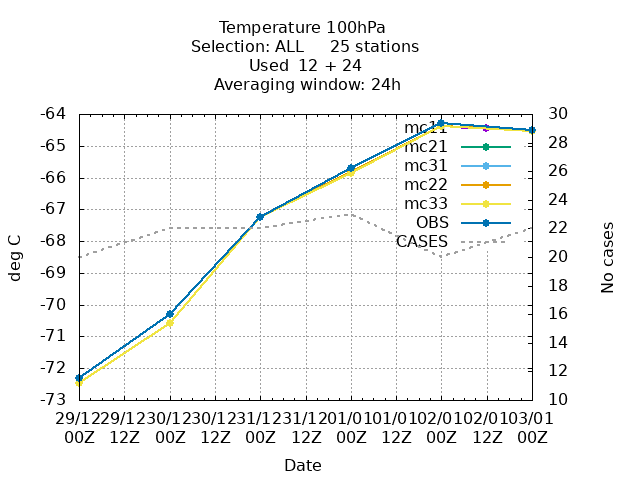 Temperature 100hPa
Selection: ALL     25 stations
Used  12 + 24
Averaging window: 24h
-64
-65
-66
-67
-68
-69
-70
-71
-72
-73
deg C
30
28
26
24
22
20
18
16
14
12
10
No cases
mc11
mc21
mc31
mc22
mc33
OBS
CASES
29/12 29/12 30/12 30/12 31/12 31/12 01/01 01/01 02/01 02/01 03/01
00Z 12Z 00Z 12Z 00Z 12Z 00Z 12Z 00Z 12Z 00Z
Date